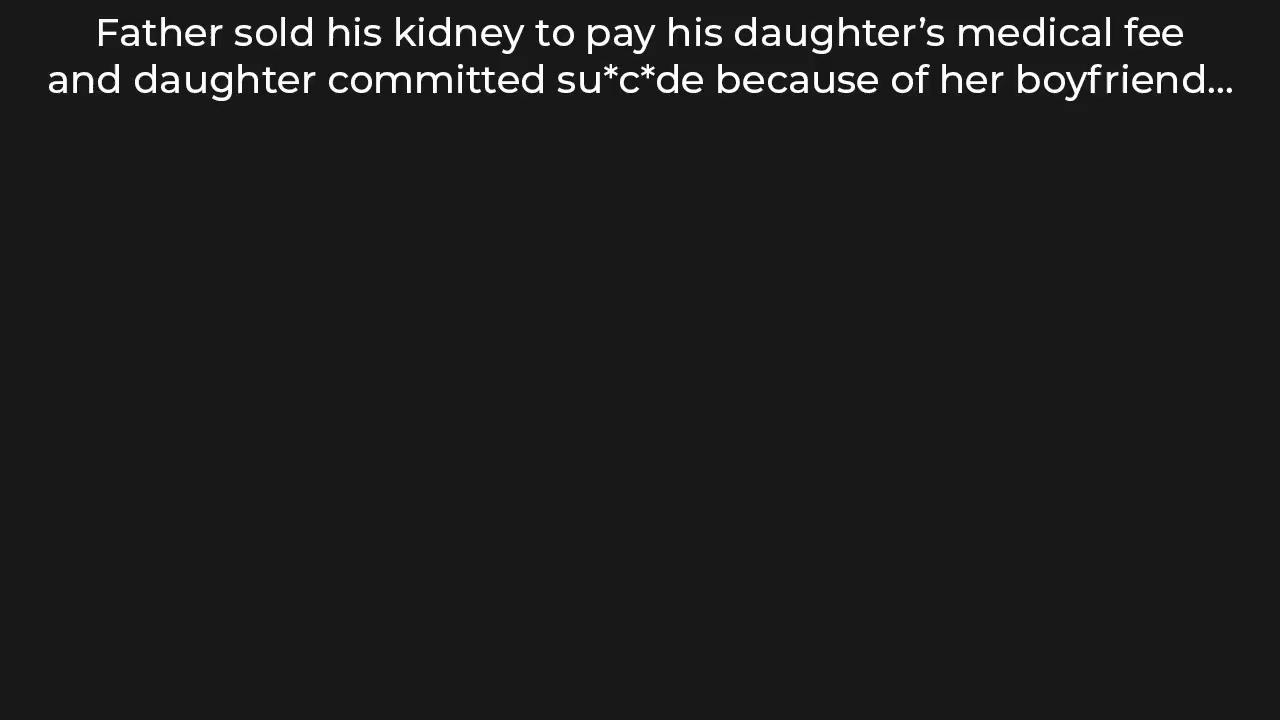 Father sold his kidney to pay his daughter’s medical fee
and daughter committed su*c*de because of her boyfriend...